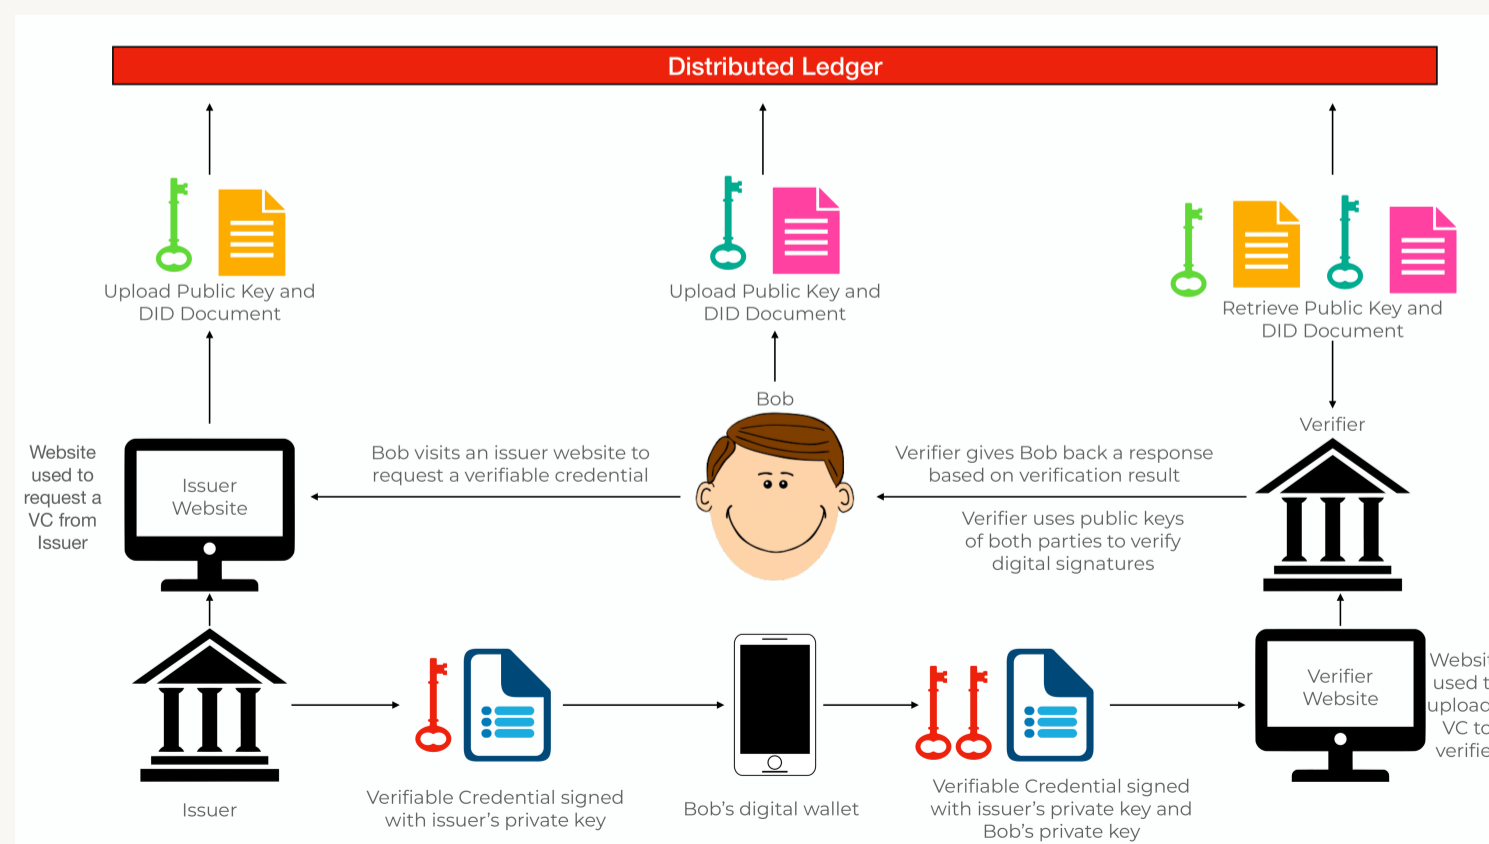 Distributed Ledger
Upload Public Key and
DID Document
Upload Public Key and
DID Document
Retrieve Public Key and
DID Document
Website
used to
request a
VC from
Issuer
Issuer
Website
Bob visits an issuer website to
request a verifiable credential
Bob
Verifier gives Bob back a response
based on verification result
Verifier uses public keys
of both parties to verify
digital signatures
Verifier
Issuer
Verifiable Credential signed
with issuer's private key
Bob's digital wallet
Verifiable Credential signed
with issuer's private key and
Bob's private key
Verifier
Website
used
upload
VC